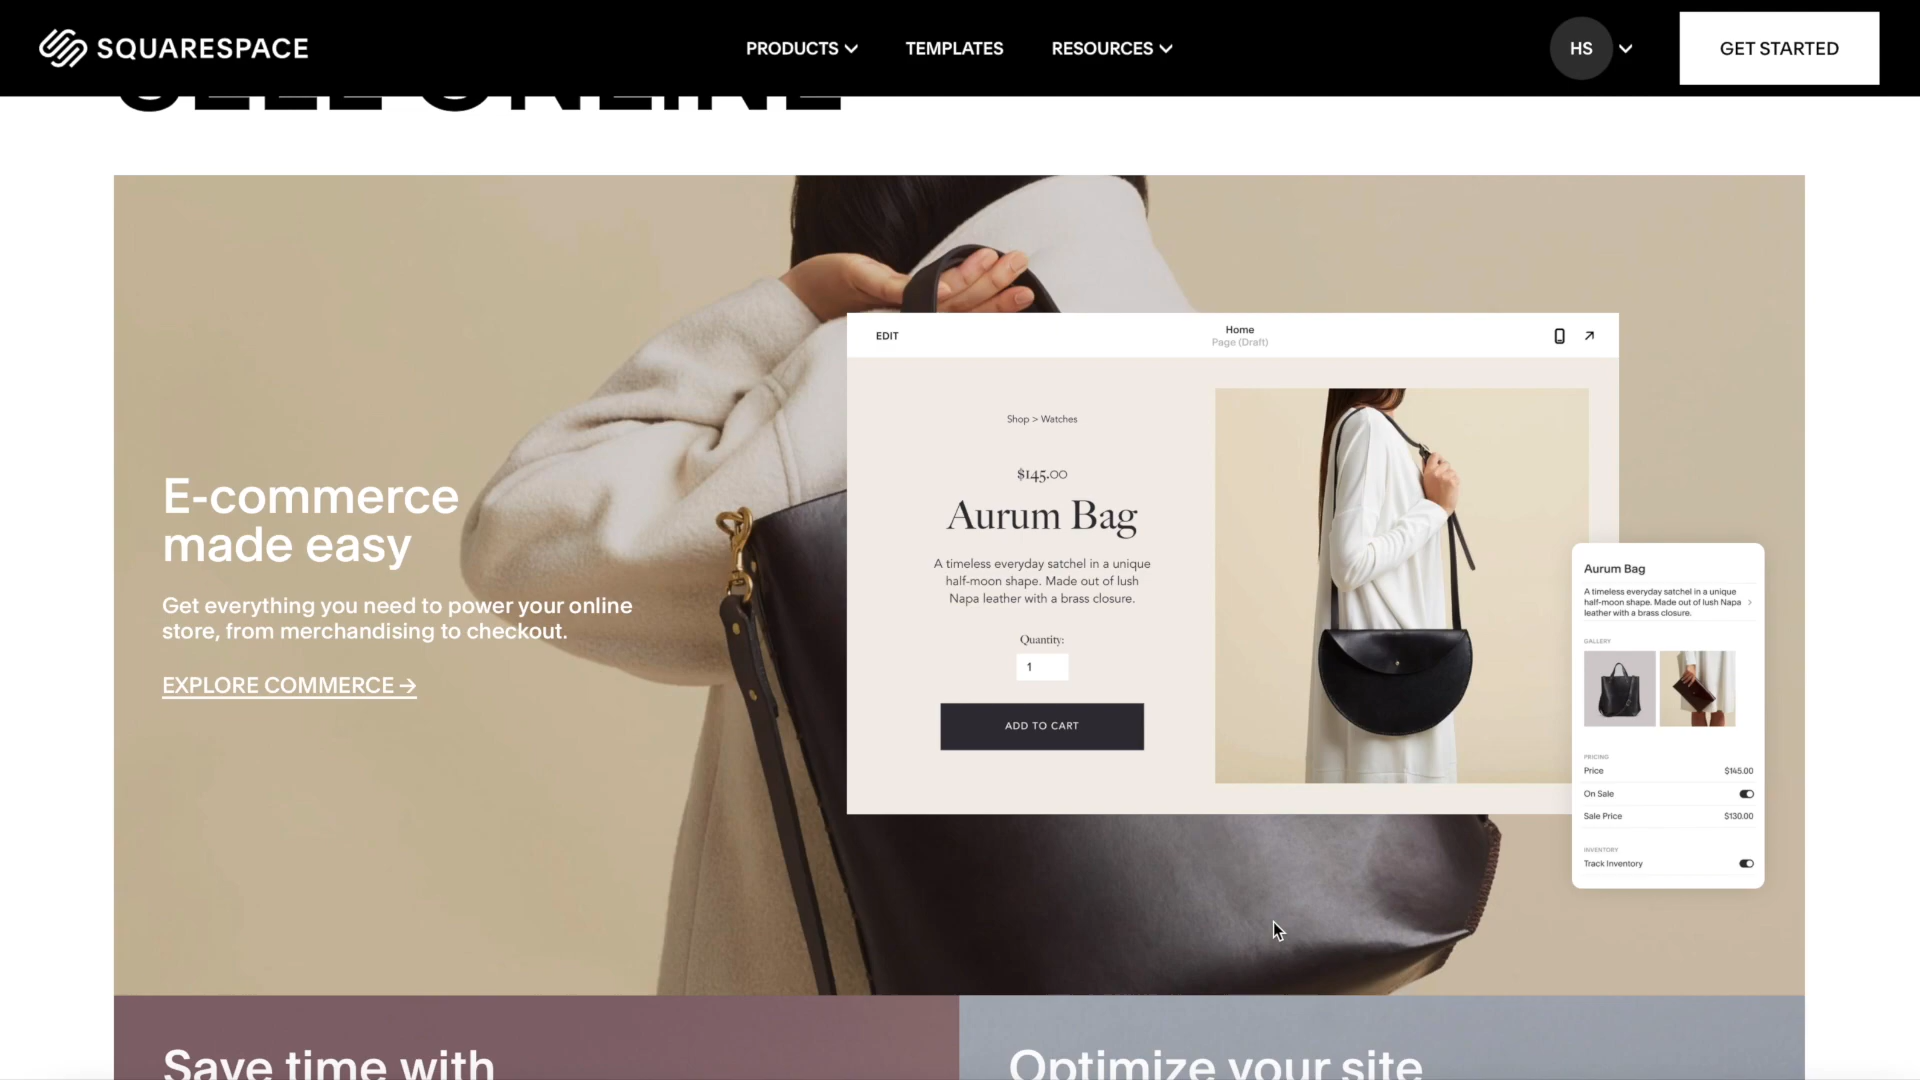 SQUARESPACE
PRODUCTS
TEMPLATES
RESOURCES
HS
GET STARTED
SELL ONLINE
E-commerce
made easy
Get everything you need to power your online
store, from merchandising to checkout.
EXPLORE COMMERCE →
EDIT
Home
Page (Draft)
Shop > Watches
$145.00
Aurum Bag
A timeless everyday satchel in a unique
half-moon shape. Made out of lush
Napa leather with a brass closure.
Quantity:
1
ADD TO CART
Aurum Bag
A timeless everyday satchel in a unique
half-moon shape. Made out of lush Napa
leather with a brass closure.
GALLERY
PRICING
Price $145.00
On Sale
Sale Price $130.00
INVENTORY
Track Inventory
Save time with
Optimize your site